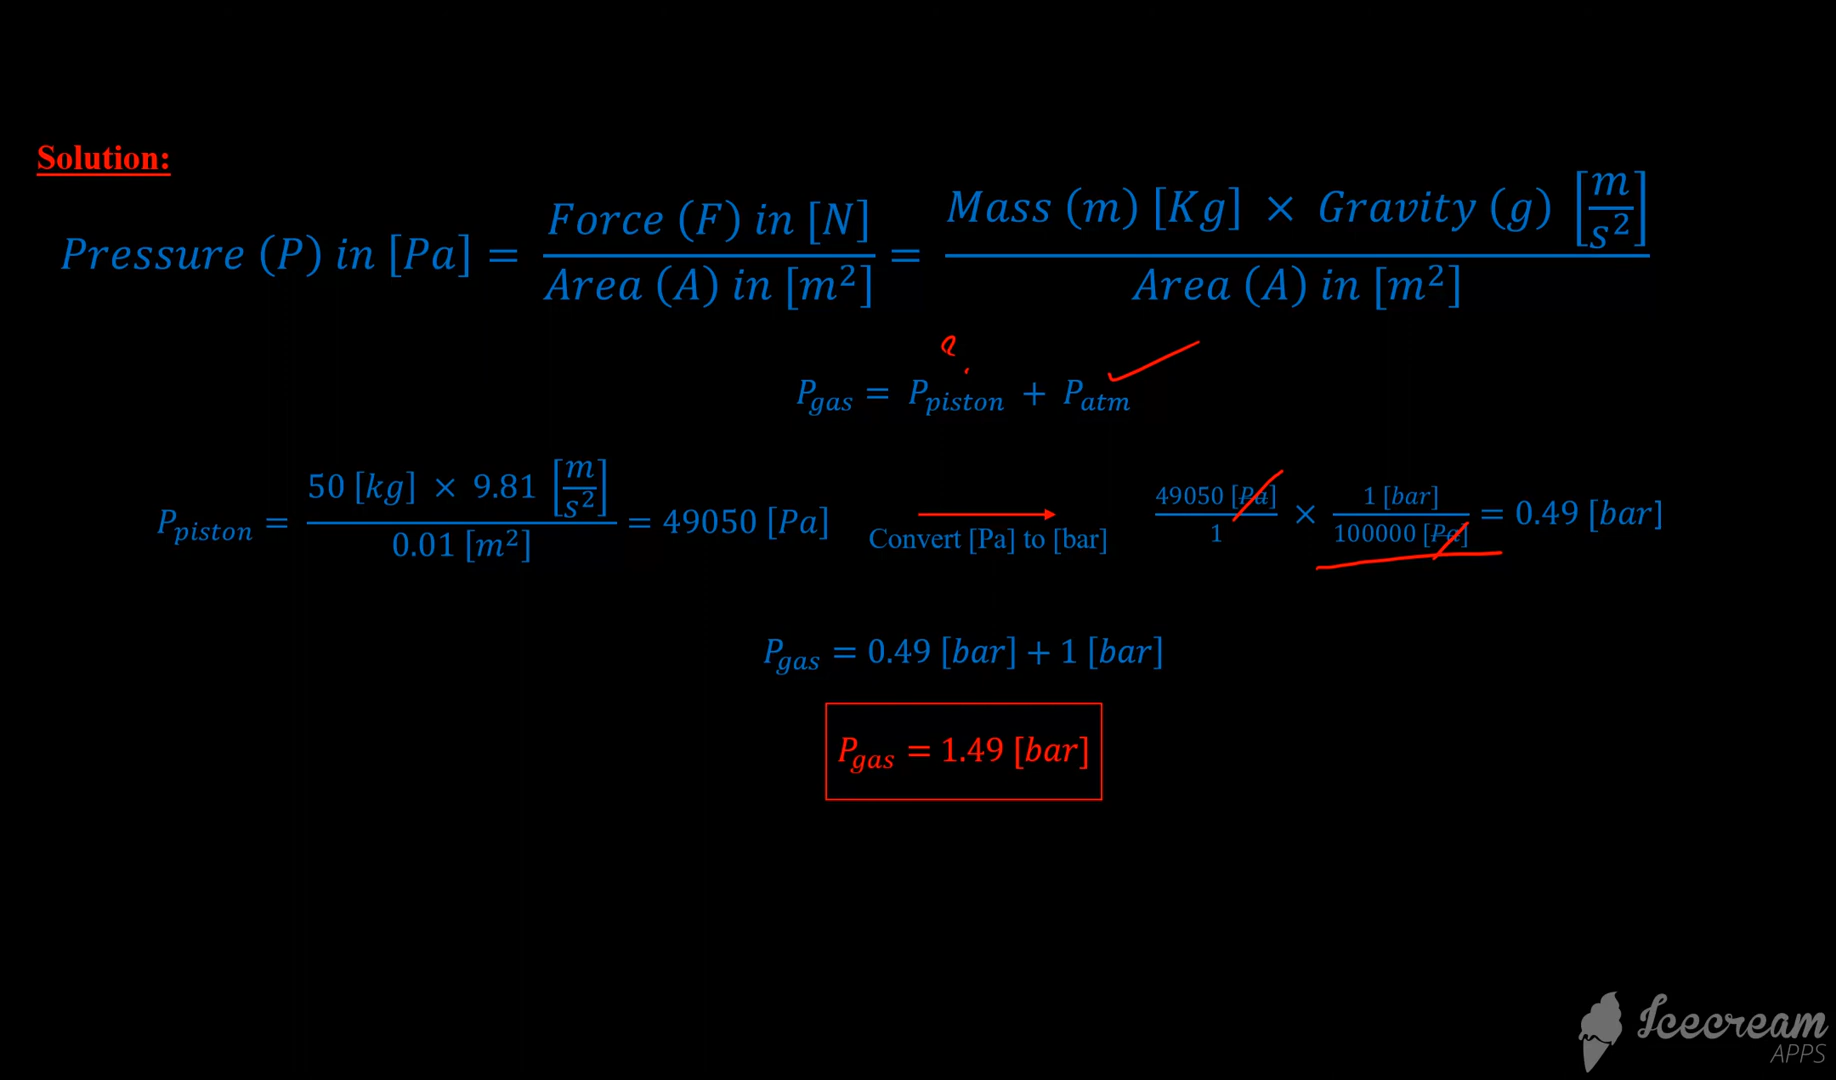 Solution:
Pressure (P) in [Pa] = Force (F) in [N] / Area (A) in [m²] = Mass (m) [Kg] × Gravity (g) [m/s²] / Area (A) in [m²]
P_gas = P_piston + P_atm
P_piston = 50 [kg] × 9.81 [m/s²] / 0.01 [m²] = 49050 [Pa] Convert [Pa] to [bar] 49050 [Pa] / 1 × 1 [bar] / 100000 [Pa] = 0.49 [bar]
P_gas = 0.49 [bar] + 1 [bar]
P_gas = 1.49 [bar]
Icecream
APPS